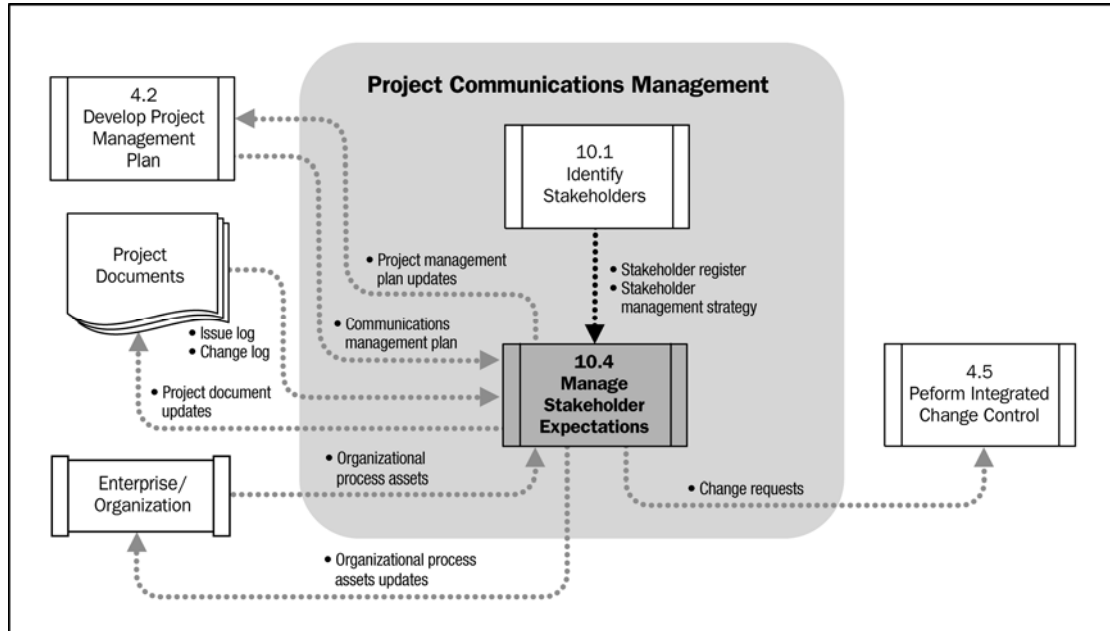 Project Communications Management
4.2
Develop Project
Management
Plan
10.1
Identify
Stakeholders
Project
Documents
• Project management
plan updates
• Stakeholder register
• Stakeholder
management strategy
• Issue log
• Change log
• Communications
management plan
10.4
Manage
Stakeholder
Expectations
4.5
Peform Integrated
Change Control
• Project document
updates
Enterprise/
Organization
• Organizational
process assets
• Change requests
• Organizational process
assets updates